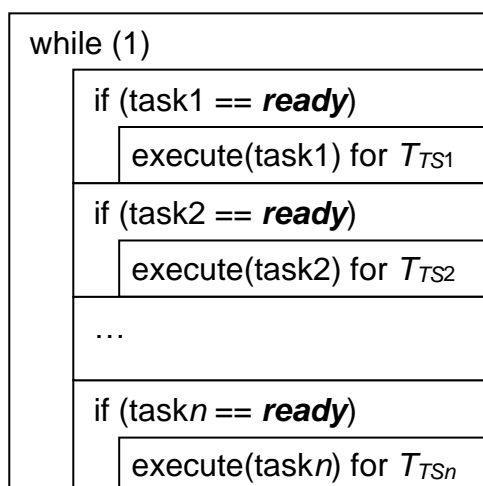 while (1)
if (task1 == ready)
execute(task1) for TTS1
if (task2 == ready)
execute(task2) for TTS2
…
if (taskn == ready)
execute(taskn) for TTSn